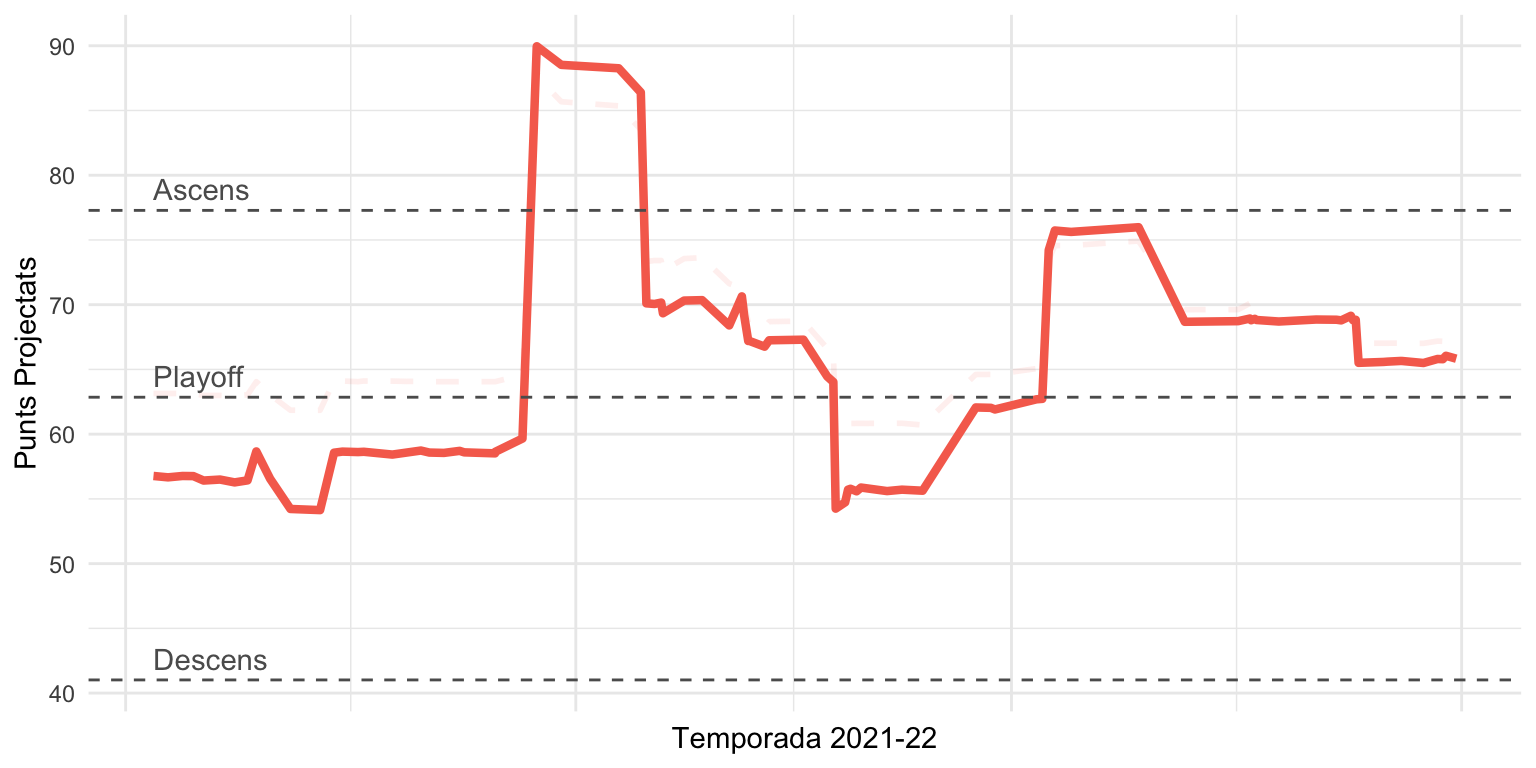 90
80
70
60
50
40
Ascens
Playoff
Descens
Punts Projectats
Temporada 2021-22